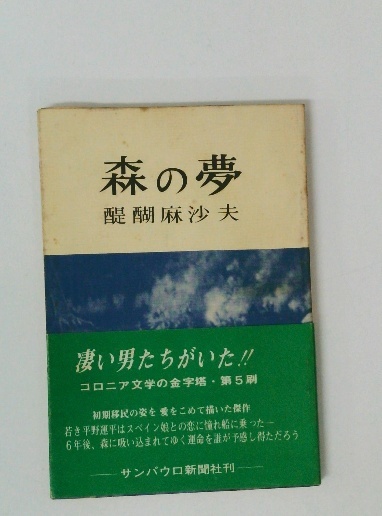 森の夢
醍醐麻沙夫
凄い男たちがいた!!
コロニア文学の金字塔・第5刷
初期移民の姿を愛をこめて描いた傑作
若き平野運平はスペイン娘との恋に憧れ船に乗った―
6年後、森に吸い込まれてゆく運命を誰が予感し得ただろう
サンパウロ新聞社刊